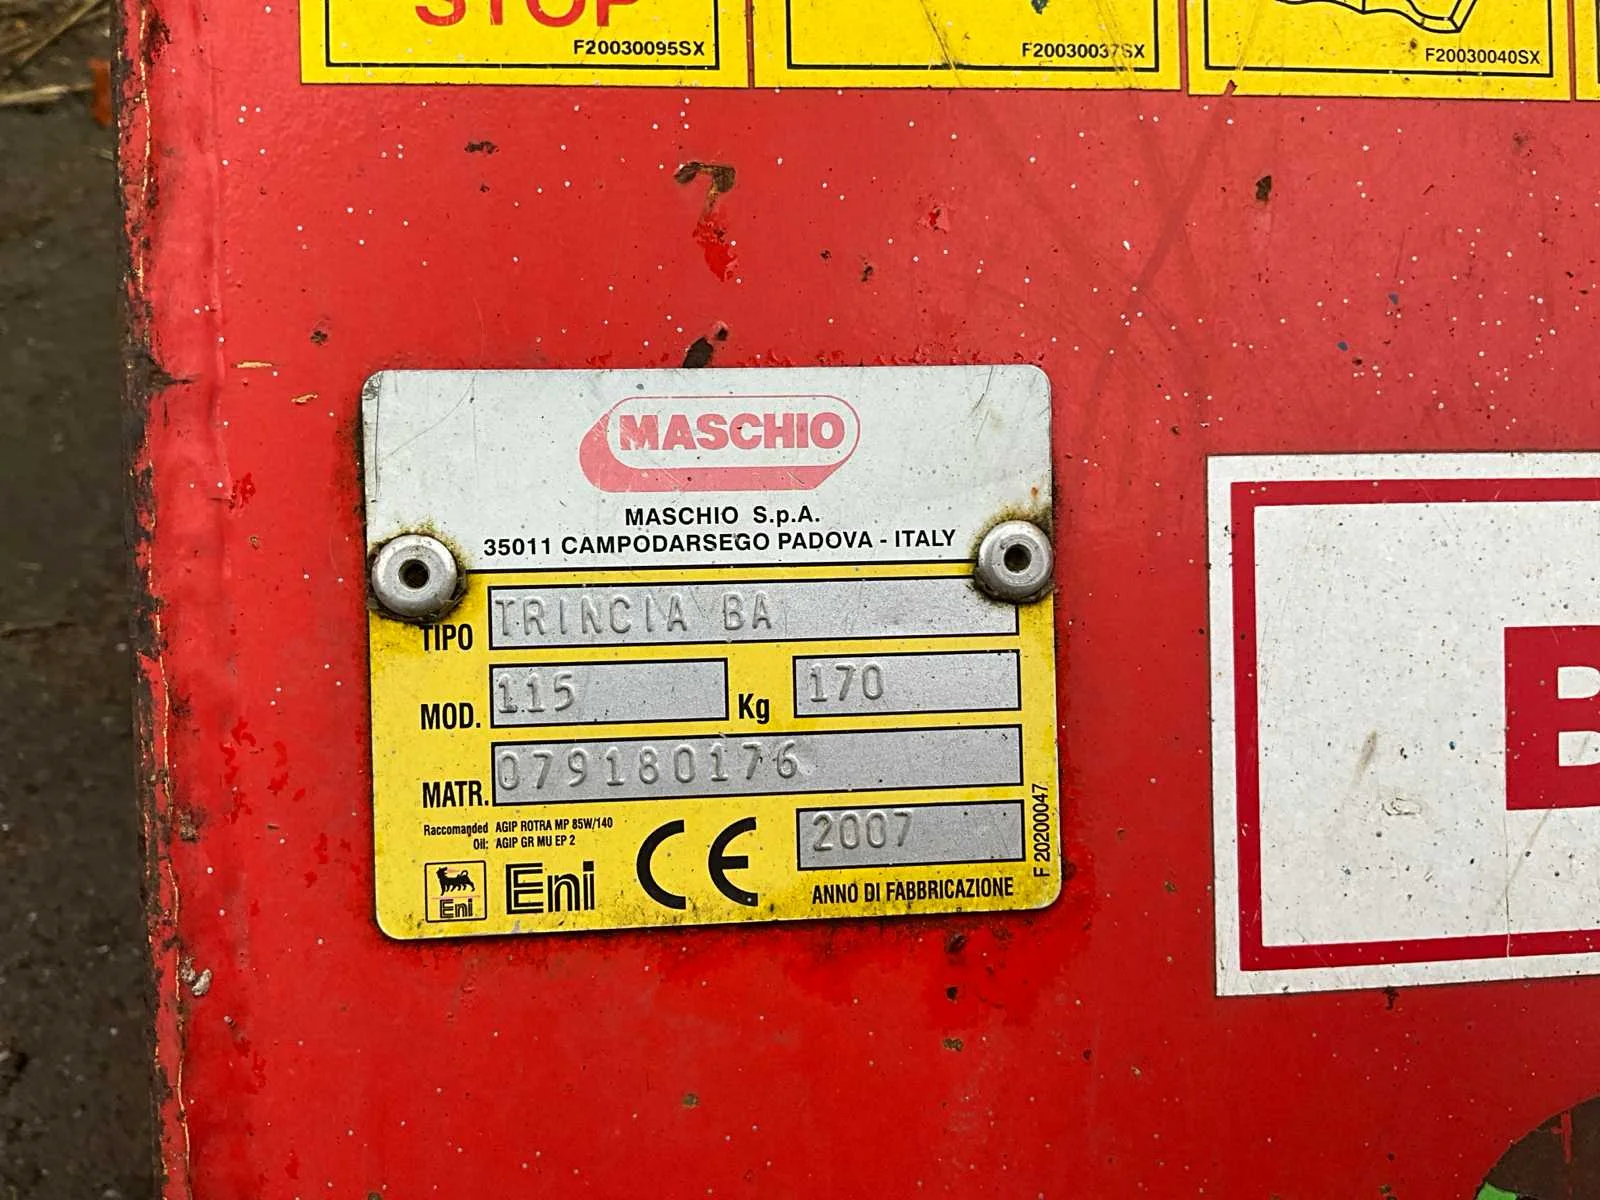 STOP
F20030095SX
F20030037SX
F20030040SX
MASCHIO
MASCHIO S.p.A.
35011 CAMPODARSEGO PADOVA - ITALY
TIPO TRINCIA BA
MOD. 115 Kg 170
MATR. 079180176
Raccomanded AGIP ROTRA MP 85W/140
Oil: AGIP GR MU EP 2
Eni Eni CE 2007
ANNO DI FABBRICAZIONE
F 20200047
B